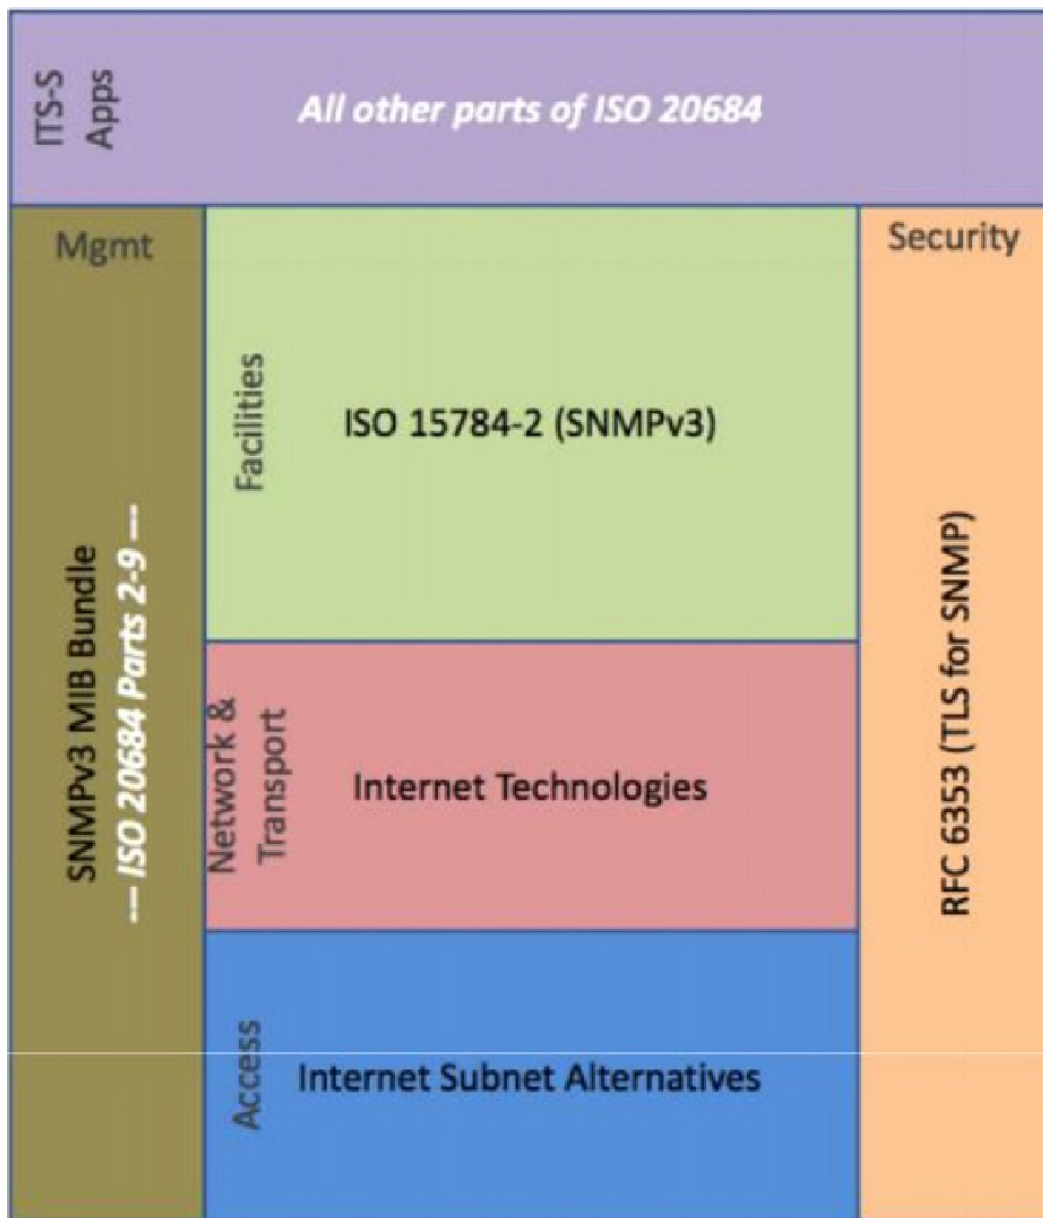 ITS-S
Apps
All other parts of ISO 20684
Mgmt
SNMPv3 MIB Bundle
--- ISO 20684 Parts 2-9 ---
Facilities
ISO 15784-2 (SNMPv3)
Network &
Transport
Internet Technologies
Access
Internet Subnet Alternatives
Security
RFC 6353 (TLS for SNMP)